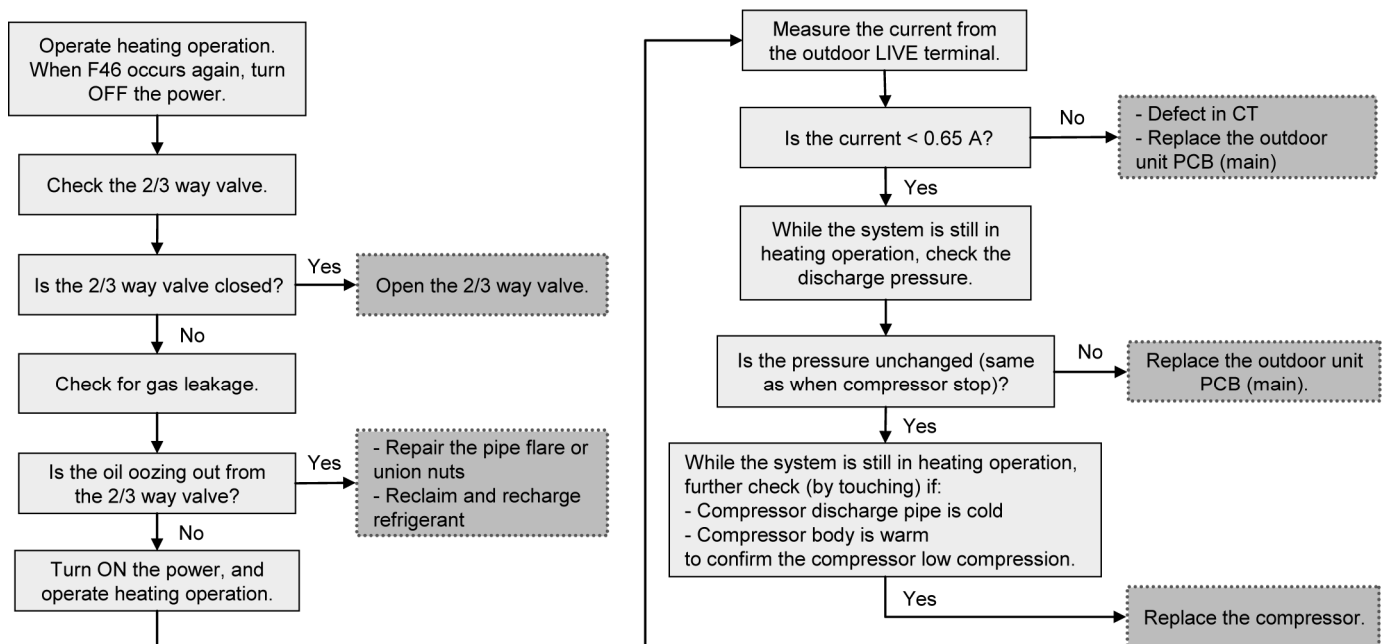 Operate heating operation.
When F46 occurs again, turn
OFF the power.
Check the 2/3 way valve.
Is the 2/3 way valve closed?
Yes
Open the 2/3 way valve.
No
Check for gas leakage.
Is the oil oozing out from
the 2/3 way valve?
Yes
- Repair the pipe flare or
union nuts
- Reclaim and recharge
refrigerant
No
Turn ON the power, and
operate heating operation.
Measure the current from
the outdoor LIVE terminal.
Is the current < 0.65 A?
No
- Defect in CT
- Replace the outdoor
unit PCB (main)
Yes
While the system is still in
heating operation, check the
discharge pressure.
Is the pressure unchanged (same
as when compressor stop)?
No
Replace the outdoor unit
PCB (main).
Yes
While the system is still in heating operation,
further check (by touching) if:
- Compressor discharge pipe is cold
- Compressor body is warm
to confirm the compressor low compression.
Yes
Replace the compressor.